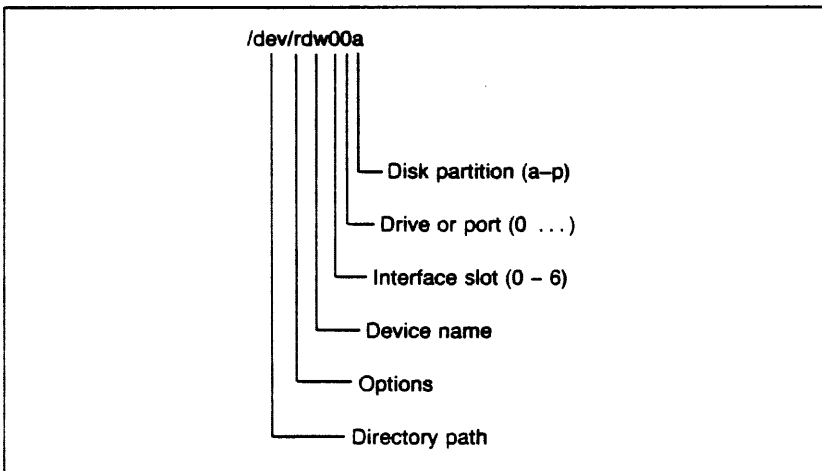 /dev/rdw00a
Disk partition (a–p)
Drive or port (0 ...)
Interface slot (0 – 6)
Device name
Options
Directory path